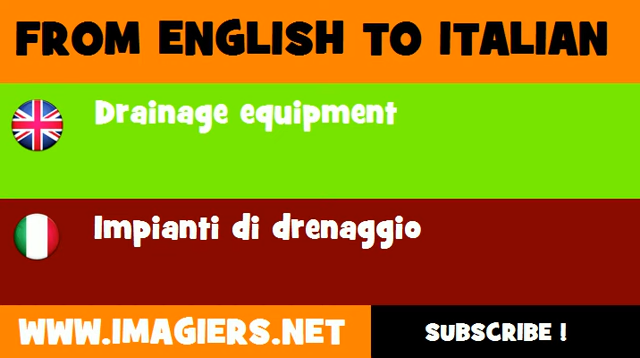 FROM ENGLISH TO ITALIAN
Drainage equipment
Impianti di drenaggio
WWW.IMAGIERS.NET
SUBSCRIBE !